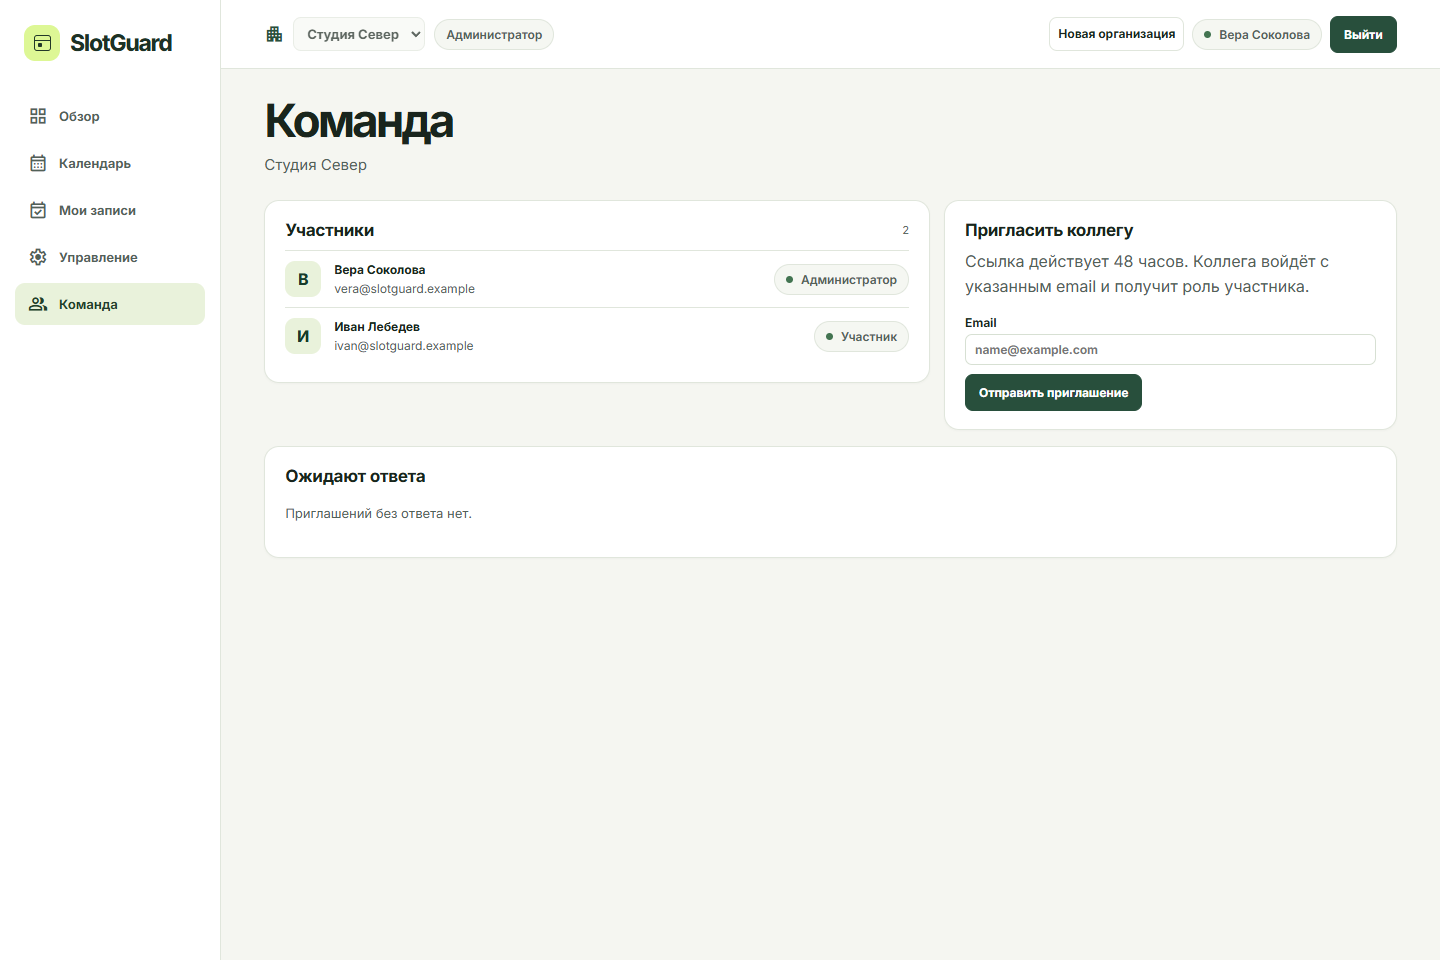 SlotGuard
Обзор
Календарь
Мои записи
Управление
Команда
Студия Север
Администратор
Новая организация
Вера Соколова
Выйти
Команда
Студия Север
Участники
2
В
Вера Соколова
vera@slotguard.example
Администратор
И
Иван Лебедев
ivan@slotguard.example
Участник
Пригласить коллегу
Ссылка действует 48 часов. Коллега войдёт с
указанным email и получит роль участника.
Email
name@example.com
Отправить приглашение
Ожидают ответа
Приглашений без ответа нет.